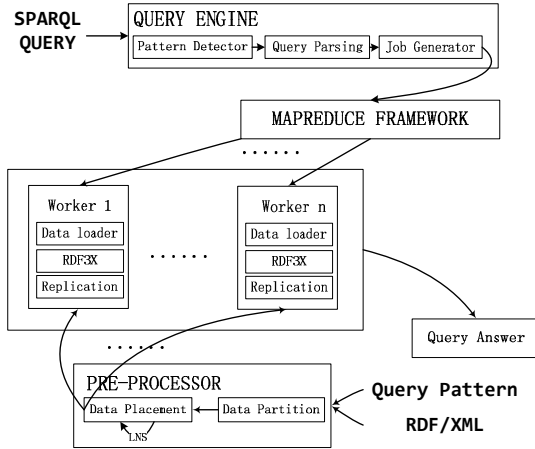 SPARQL
QUERY
QUERY ENGINE
Pattern Detector
Query Parsing
Job Generator
MAPREDUCE FRAMEWORK
......
Worker 1
Data loader
RDF3X
Replication
......
Worker n
Data loader
RDF3X
Replication
Query Answer
......
PRE-PROCESSOR
Data Placement
Data Partition
LNS
Query Pattern
RDF/XML